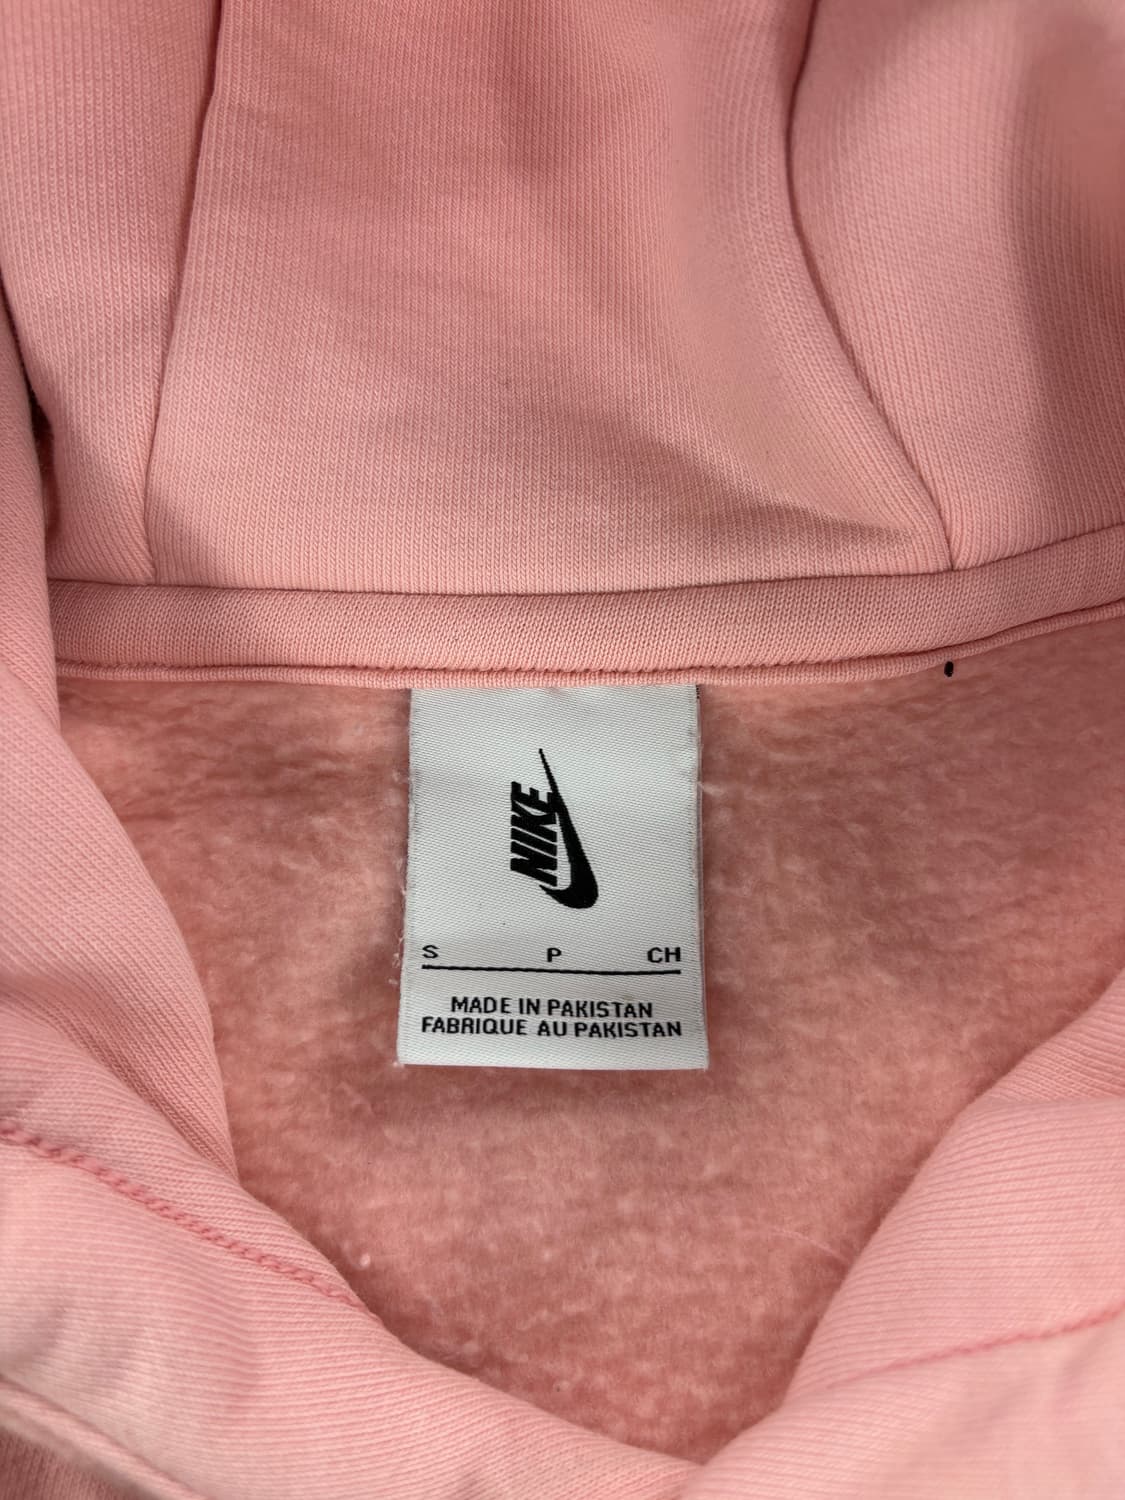 NIKE
S P CH
MADE IN PAKISTAN
FABRIQUE AU PAKISTAN